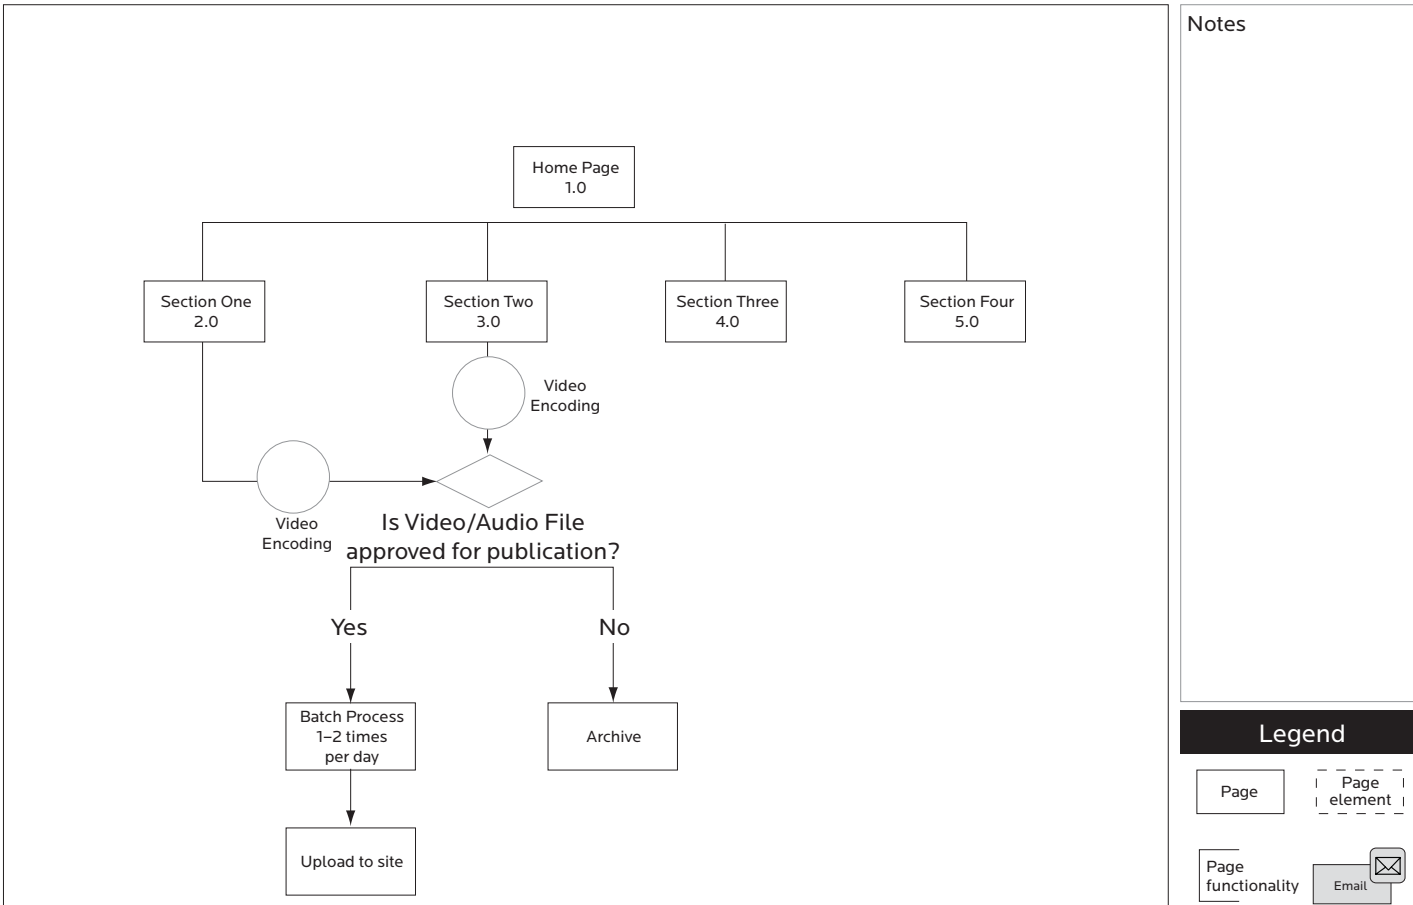 Notes
Home Page
1.0
Section One
2.0
Section Two
3.0
Section Three
4.0
Section Four
5.0
Video
Encoding
Video
Encoding
Is Video/Audio File
approved for publication?
Yes
No
Batch Process
1–2 times
per day
Archive
Upload to site
Legend
Page
Page
element
Page
functionality
Email